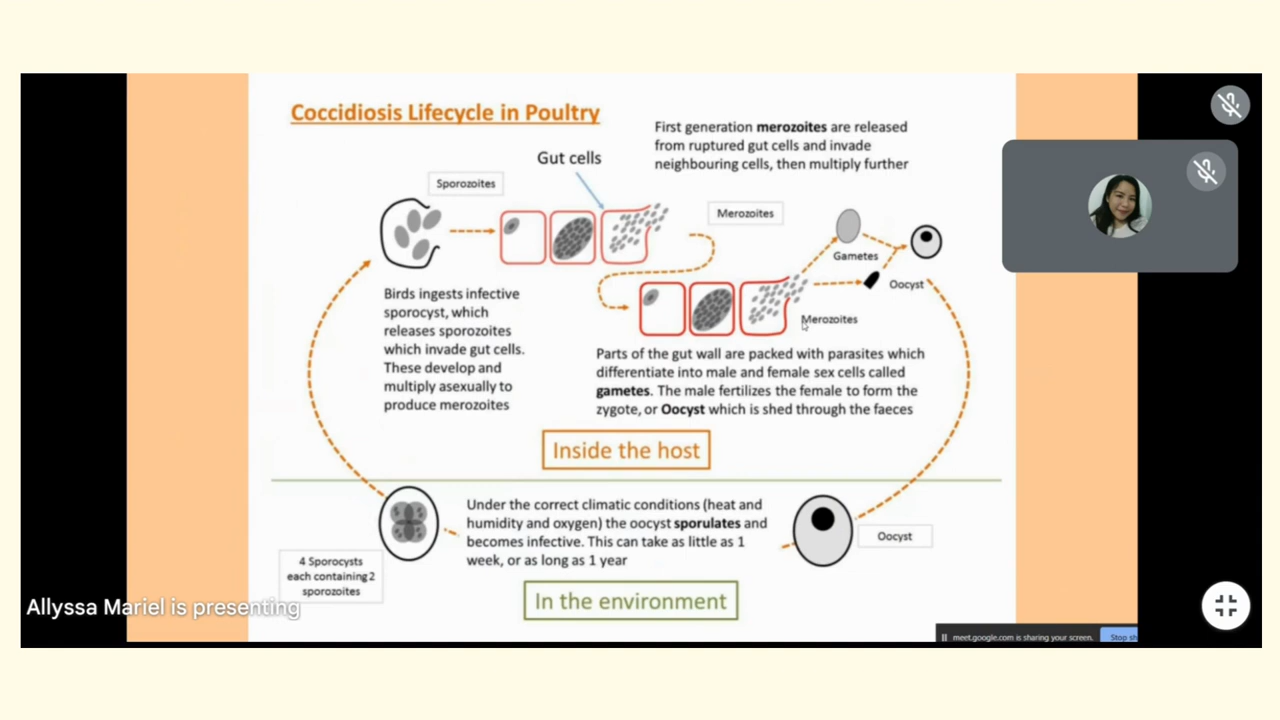 Coccidiosis Lifecycle in Poultry
First generation merozoites are released
from ruptured gut cells and invade
neighbouring cells, then multiply further
Gut cells
Sporozoites
Merozoites
Gametes
Oocyst
Merozoites
Birds ingests infective
sporocyst, which
releases sporozoites
which invade gut cells.
These develop and
multiply asexually to
produce merozoites
Parts of the gut wall are packed with parasites which
differentiate into male and female sex cells called
gametes. The male fertilizes the female to form the
zygote, or Oocyst which is shed through the faeces
Inside the host
Under the correct climatic conditions (heat and
humidity and oxygen) the oocyst sporulates and
becomes infective. This can take as little as 1
week, or as long as 1 year
Oocyst
4 Sporocysts
each containing 2
sporozoites
In the environment
Allyssa Mariel is presenting
meet.google.com is sharing your screen.
Stop sh